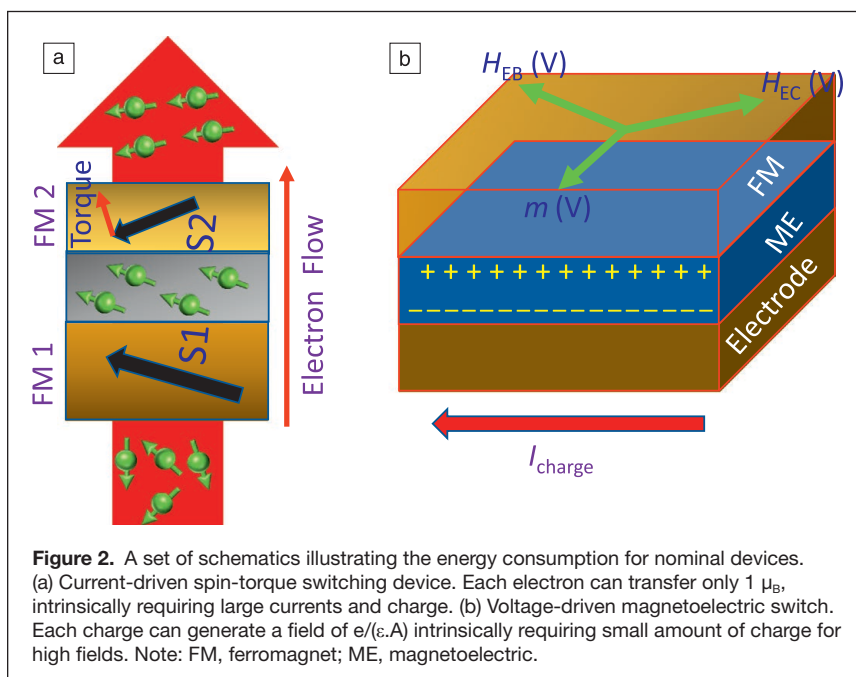 a
FM 2
Torque
S2
FM 1
S1
Electron Flow
b
H_EB (V)
H_EC (V)
m (V)
FM
ME
Electrode
+ + + + + + + + + + + + +
– – – – – – – – – – – – – –
I_charge
Figure 2. A set of schematics illustrating the energy consumption for nominal devices.
(a) Current-driven spin-torque switching device. Each electron can transfer only 1 μ_B,
intrinsically requiring large currents and charge. (b) Voltage-driven magnetoelectric switch.
Each charge can generate a field of e/(ε.A) intrinsically requiring small amount of charge for
high fields. Note: FM, ferromagnet; ME, magnetoelectric.